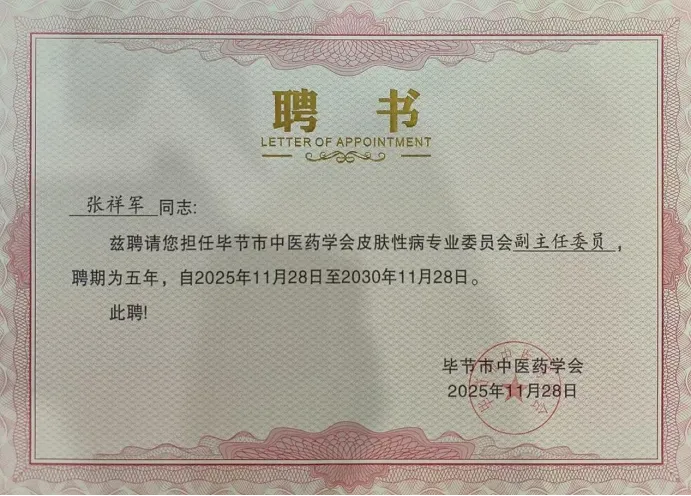 聘 书
LETTER OF APPOINTMENT
张祥军 同志:
兹聘请您担任毕节市中医药学会皮肤性病专业委员会副主任委员，
聘期为五年，自2025年11月28日至2030年11月28日。
此聘!
毕节市中医药学会
2025年11月28日